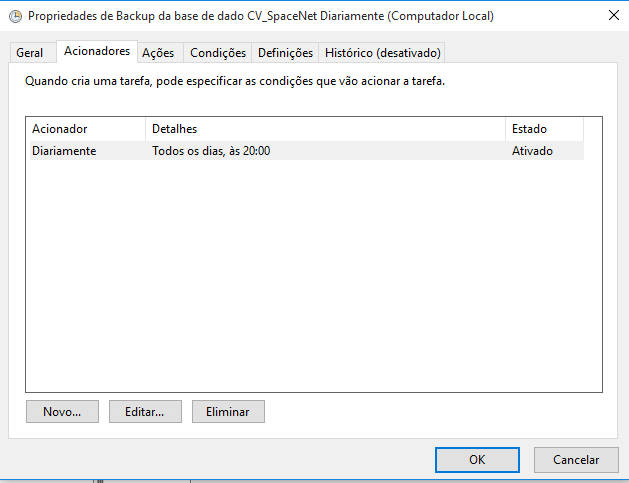 Propriedades de Backup da base de dado CV_SpaceNet Diariamente (Computador Local)
Geral Acionadores Ações Condições Definições Histórico (desativado)
Quando cria uma tarefa, pode especificar as condições que vão acionar a tarefa.
Acionador Detalhes Estado
Diariamente Todos os dias, às 20:00 Ativado
Novo... Editar... Eliminar
OK Cancelar